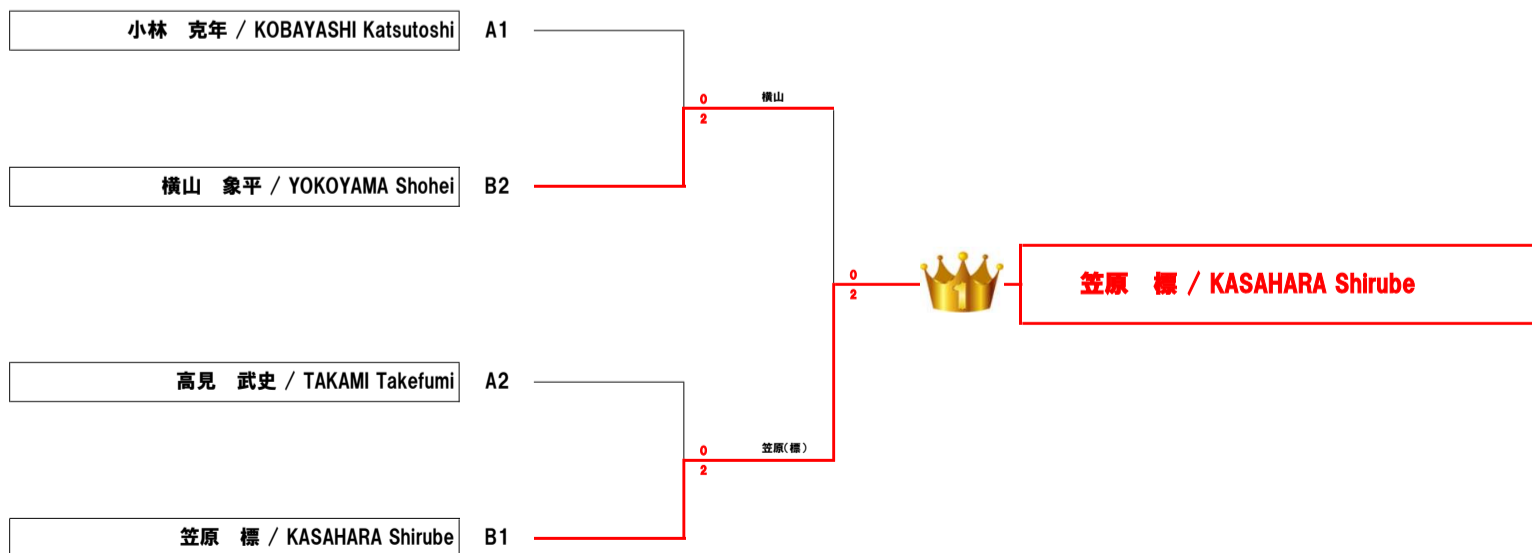 小林　克年 / KOBAYASHI Katsutoshi A1
0 横山
2
横山　象平 / YOKOYAMA Shohei B2
0
2
1
笠原　標 / KASAHARA Shirube
高見　武史 / TAKAMI Takefumi A2
0 笠原(標)
2
笠原　標 / KASAHARA Shirube B1